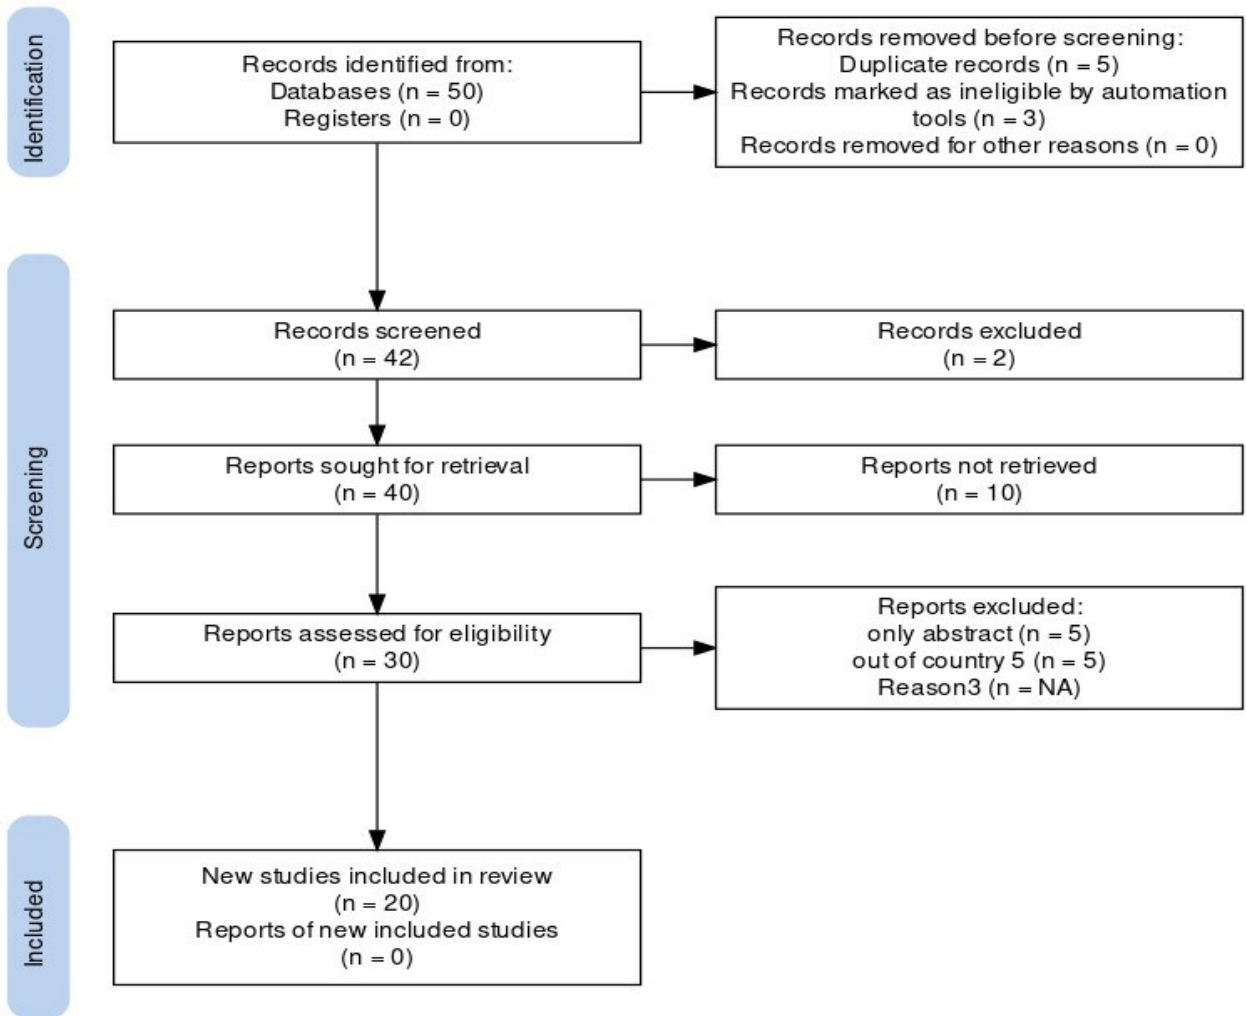 Identification
Records identified from:
Databases (n = 50)
Registers (n = 0)
Records removed before screening:
Duplicate records (n = 5)
Records marked as ineligible by automation
tools (n = 3)
Records removed for other reasons (n = 0)
Screening
Records screened
(n = 42)
Records excluded
(n = 2)
Reports sought for retrieval
(n = 40)
Reports not retrieved
(n = 10)
Reports assessed for eligibility
(n = 30)
Reports excluded:
only abstract (n = 5)
out of country 5 (n = 5)
Reason3 (n = NA)
Included
New studies included in review
(n = 20)
Reports of new included studies
(n = 0)